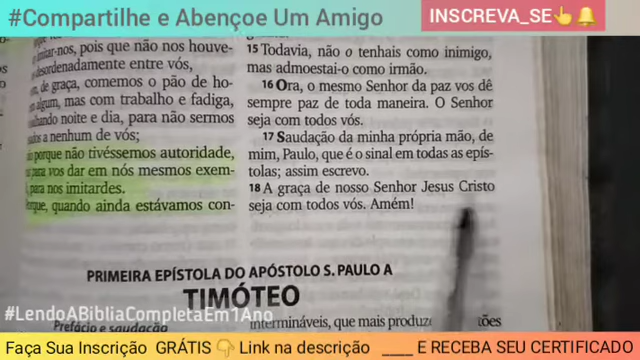 #Compartilhe e Abençoe Um Amigo
INSCREVA_SE
imitar-nos, pois que não nos houve-
desordenadamente entre vós,
de graça, comemos o pão de ho-
algum, mas com trabalho e fadiga,
noite e dia, para não sermos
a nenhum de vós;
porque não tivéssemos autoridade,
para vos dar em nós mesmos exem-
para nos imitardes.
quando ainda estávamos con-
15 Todavia, não o tenhais como inimigo,
mas admoestai-o como irmão.
16 Ora, o mesmo Senhor da paz vos dê
sempre paz de toda maneira. O Senhor
seja com todos vós.
17 Saudação da minha própria mão, de
mim, Paulo, que é o sinal em todas as epís-
tolas; assim escrevo.
18 A graça de nosso Senhor Jesus Cristo
seja com todos vós. Amém!
PRIMEIRA EPÍSTOLA DO APÓSTOLO S. PAULO A
TIMÓTEO
#LendoABibliaCompletaEm1Ano
Prefácio e saudação
intermináveis, que mais produze
Faça Sua Inscrição GRÁTIS Link na descrição ____ E RECEBA SEU CERTIFICADO